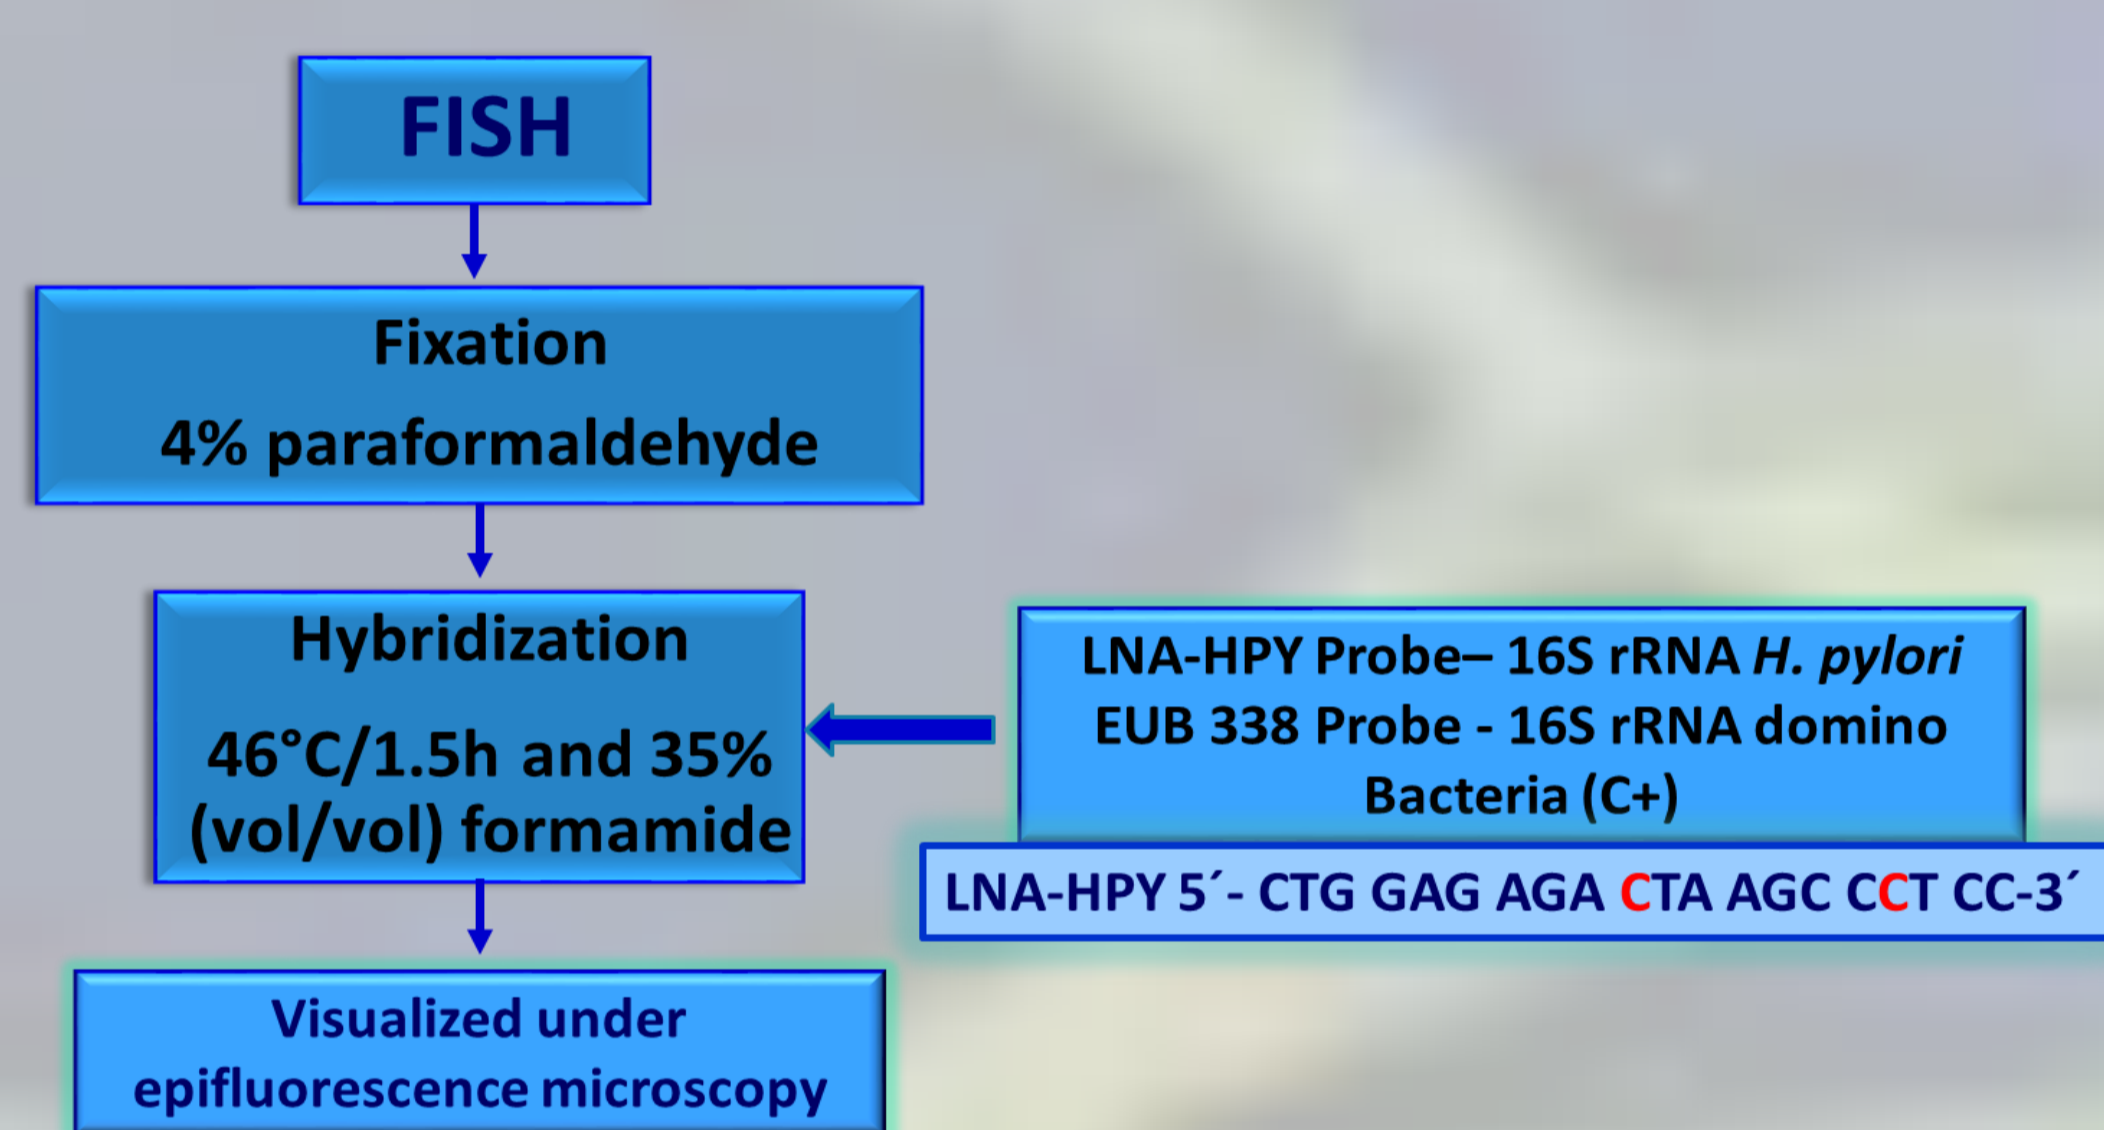 FISH
Fixation
4% paraformaldehyde
Hybridization
46°C/1.5h and 35%
(vol/vol) formamide
LNA-HPY Probe– 16S rRNA H. pylori
EUB 338 Probe - 16S rRNA domino
Bacteria (C+)
LNA-HPY 5´- CTG GAG AGA CTA AGC CCT CC-3´
Visualized under
epifluorescence microscopy